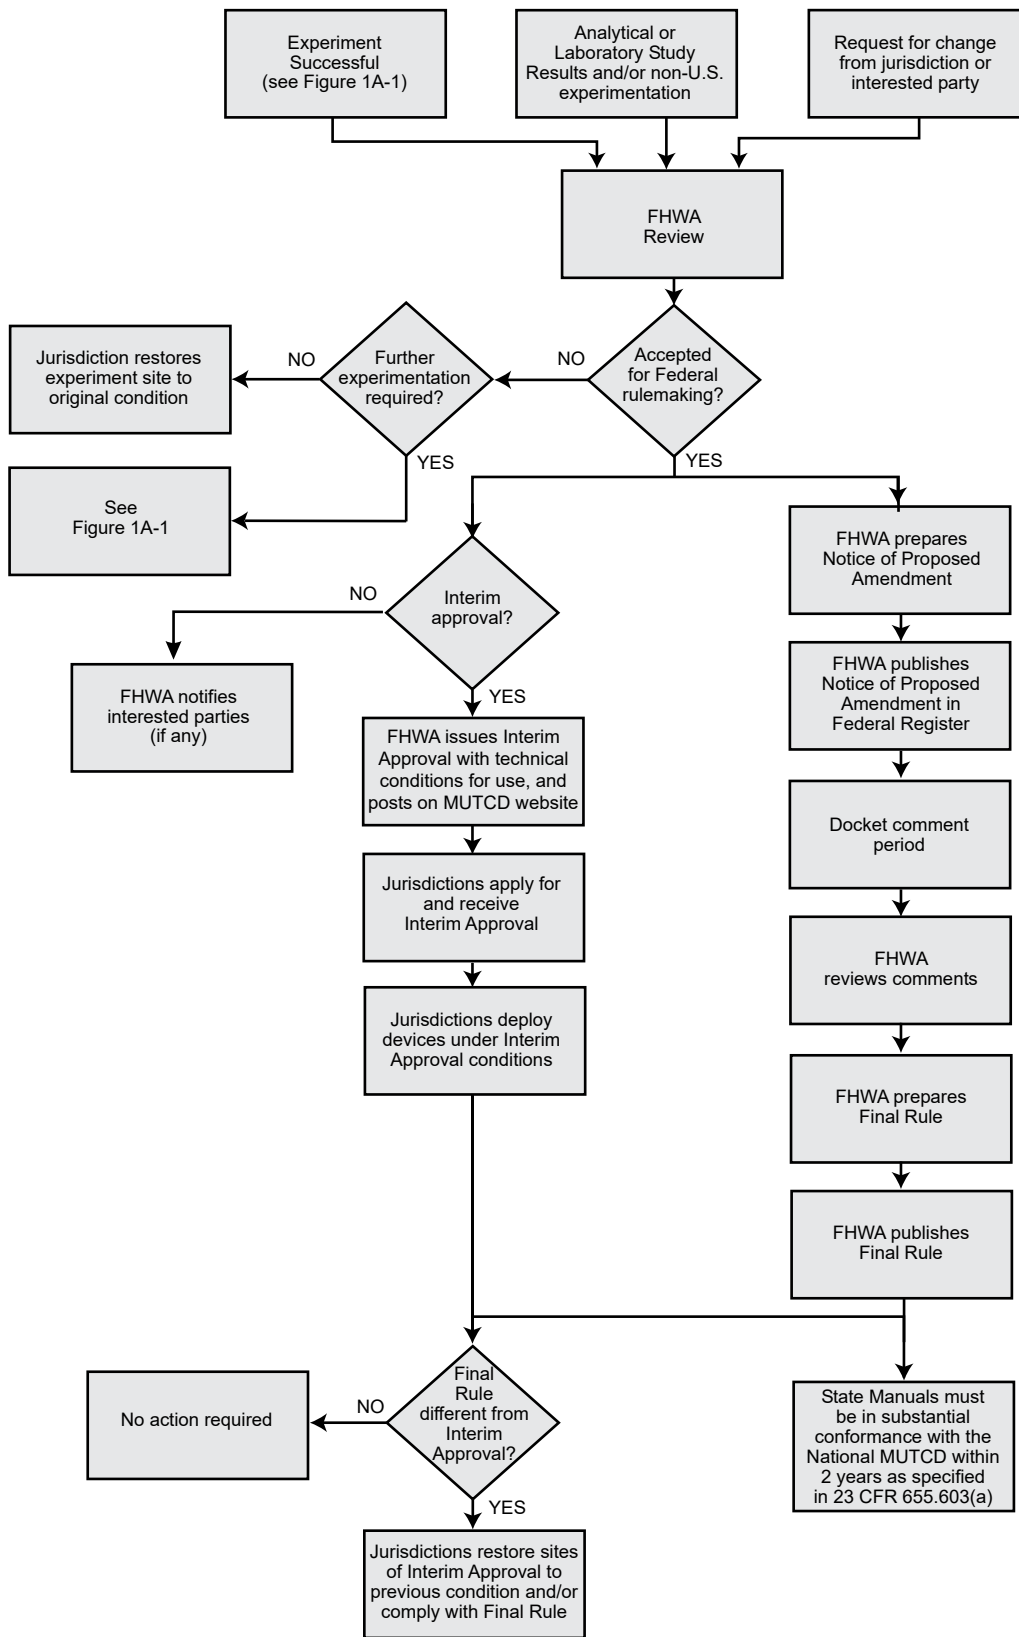 Experiment
Successful
(see Figure 1A-1)
Analytical or
Laboratory Study
Results and/or non-U.S.
experimentation
Request for change
from jurisdiction or
interested party
FHWA
Review
Accepted
for Federal
rulemaking?
NO
Further
experimentation
required?
NO
Jurisdiction restores
experiment site to
original condition
YES
See
Figure 1A-1
YES
Interim
approval?
NO
FHWA notifies
interested parties
(if any)
YES
FHWA issues Interim
Approval with technical
conditions for use, and
posts on MUTCD website
Jurisdictions apply for
and receive
Interim Approval
Jurisdictions deploy
devices under Interim
Approval conditions
FHWA prepares
Notice of Proposed
Amendment
FHWA publishes
Notice of Proposed
Amendment in
Federal Register
Docket comment
period
FHWA
reviews comments
FHWA prepares
Final Rule
FHWA publishes
Final Rule
Final
Rule
different from
Interim
Approval?
NO
No action required
YES
Jurisdictions restore sites
of Interim Approval to
previous condition and/or
comply with Final Rule
State Manuals must
be in substantial
conformance with the
National MUTCD within
2 years as specified
in 23 CFR 655.603(a)